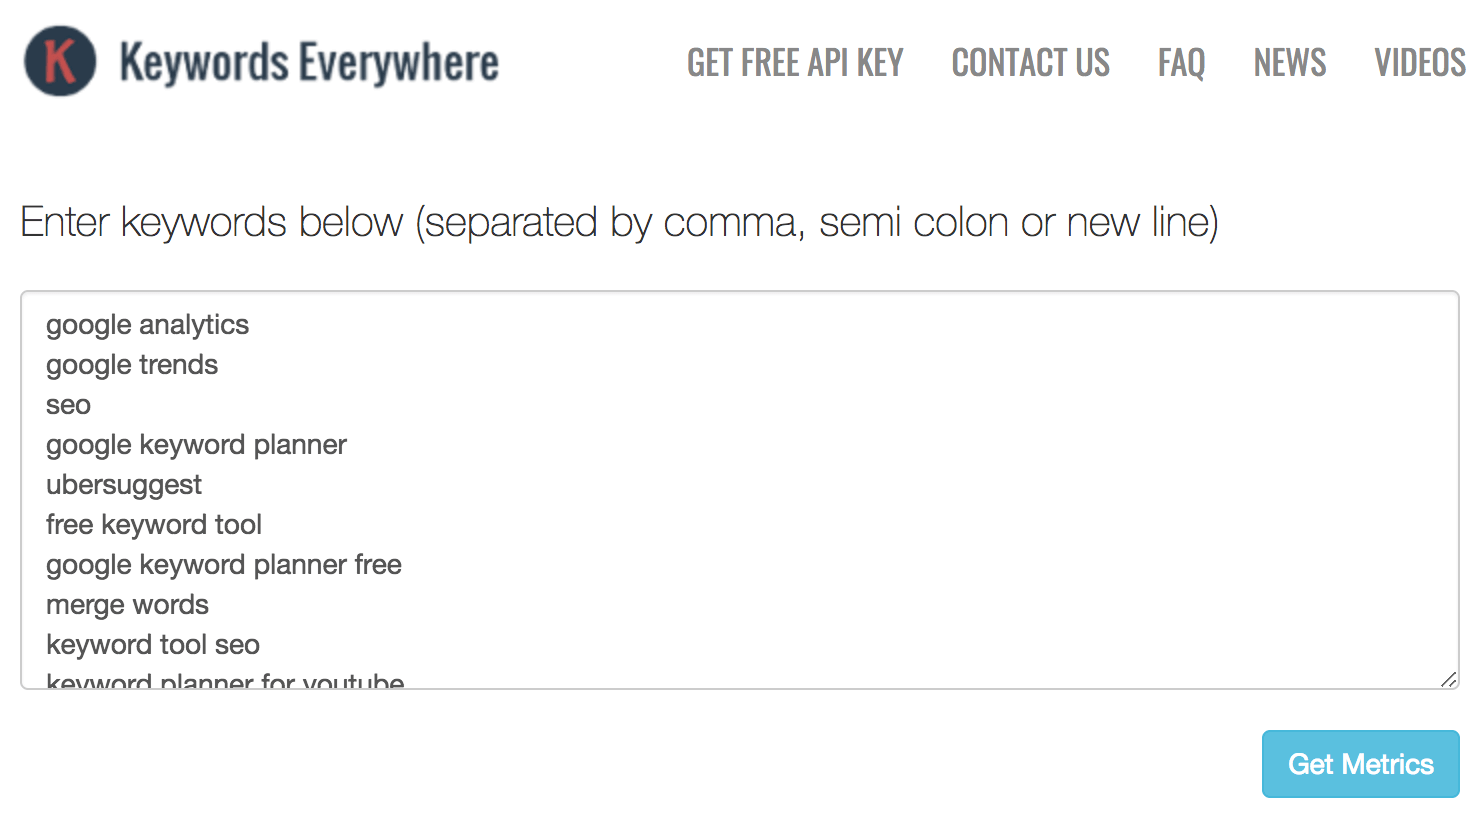 K Keywords Everywhere GET FREE API KEY CONTACT US FAQ NEWS VIDEOS
Enter keywords below (separated by comma, semi colon or new line)
google analytics
google trends
seo
google keyword planner
ubersuggest
free keyword tool
google keyword planner free
merge words
keyword tool seo
keyword planner for youtube
Get Metrics